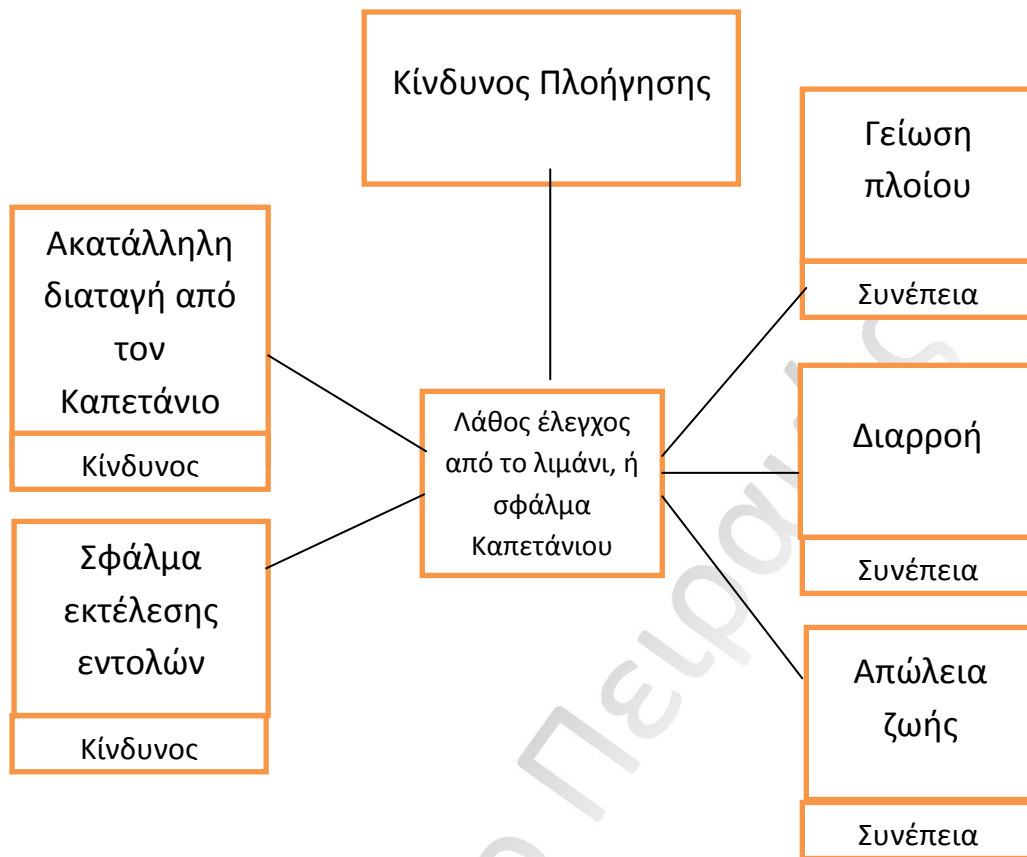 Κίνδυνος Πλοήγησης
Ακατάλληλη
διαταγή από
τον
Καπετάνιο
Κίνδυνος
Σφάλμα
εκτέλεσης
εντολών
Κίνδυνος
Λάθος έλεγχος
από το λιμάνι, ή
σφάλμα
Καπετάνιου
Γείωση
πλοίου
Συνέπεια
Διαρροή
Συνέπεια
Απώλεια
ζωής
Συνέπεια